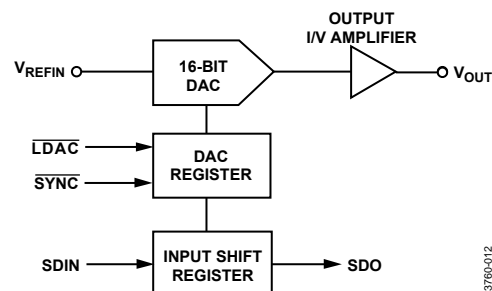 OUTPUT
I/V AMPLIFIER
VREFIN
16-BIT
DAC
VOUT
LDAC
SYNC
DAC
REGISTER
SDIN
INPUT SHIFT
REGISTER
SDO
3760-012